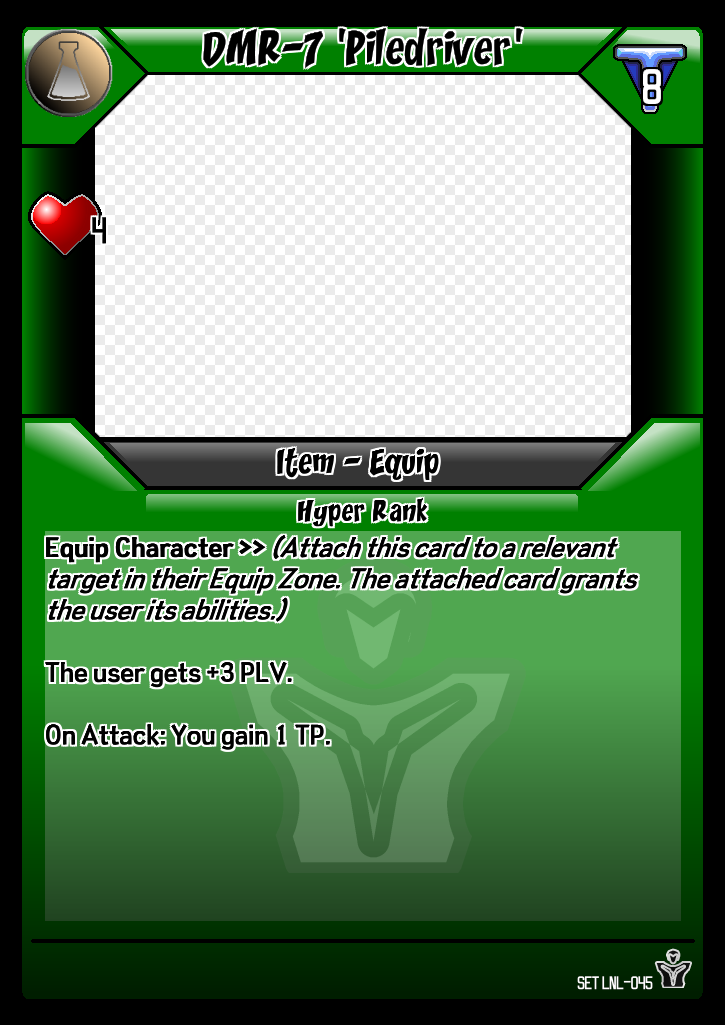 DMR-7 'Piledriver'
8
4
Item - Equip
Hyper Rank
Equip Character >> (Attach this card to a relevant
target in their Equip Zone. The attached card grants
the user its abilities.)
The user gets +3 PLV.
On Attack: You gain 1 TP.
SET LNL-045